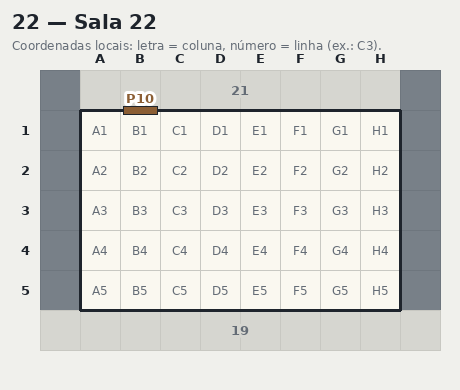 22 — Sala 22
Coordenadas locais: letra = coluna, número = linha (ex.: C3).
A B C D E F G H
21
P10
1 A1 B1 C1 D1 E1 F1 G1 H1
2 A2 B2 C2 D2 E2 F2 G2 H2
3 A3 B3 C3 D3 E3 F3 G3 H3
4 A4 B4 C4 D4 E4 F4 G4 H4
5 A5 B5 C5 D5 E5 F5 G5 H5
19